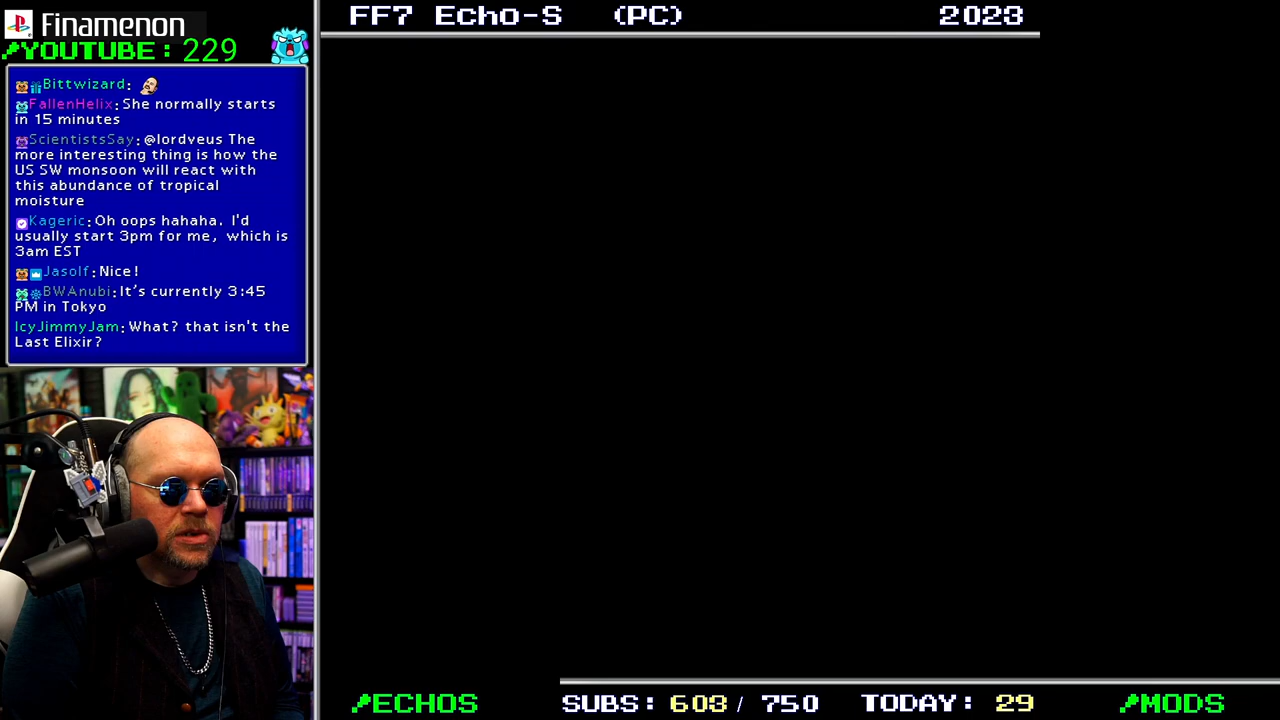 FF7 Echo-S (PC) 2023
Finamenon
/YOUTUBE: 229
Bittwizard:
FallenHelix: She normally starts
in 15 minutes
ScientistsSay: @lordveus The
more interesting thing is how the
US SW monsoon will react with
this abundance of tropical
moisture
Kageric: Oh oops hahaha. I'd
usually start 3pm for me, which is
3am EST
Jasolf: Nice!
BWAnubi: It's currently 3:45
PM in Tokyo
IcyJimmyJam: What? that isn't the
Last Elixir?
/ECHOS SUBS: 608/ 750 TODAY: 29 /MODS